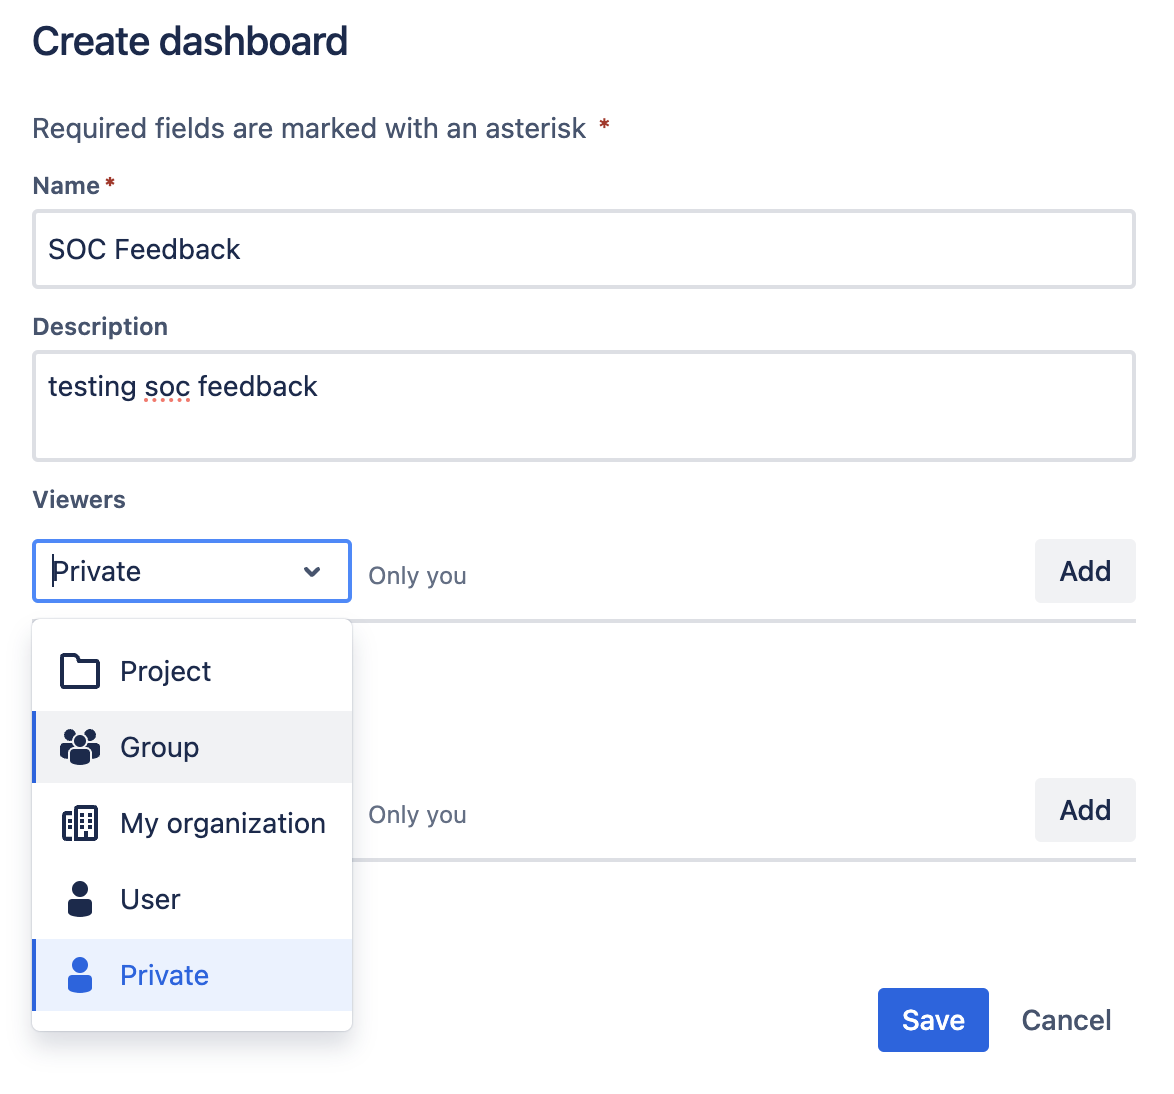 Create dashboard
Required fields are marked with an asterisk *
Name *
SOC Feedback
Description
testing soc feedback
Viewers
Private
Only you
Add
Project
Group
My organization
User
Private
Only you
Add
Save
Cancel